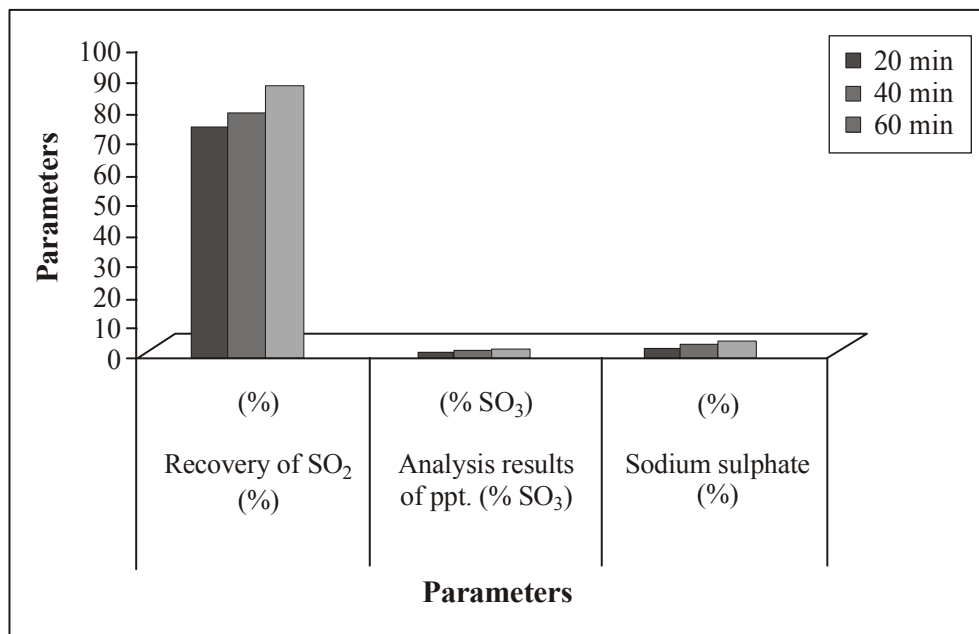 100
90
80
70
60
50
40
30
20
10
0
Parameters
20 min
40 min
60 min
(%)
Recovery of SO₂
(%)
(% SO₃)
Analysis results
of ppt. (% SO₃)
(%)
Sodium sulphate
(%)
Parameters